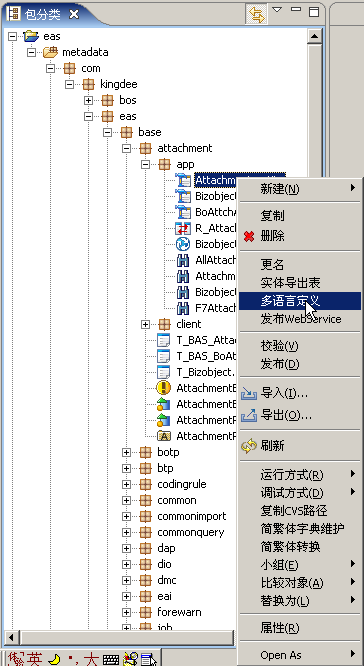 包分类
eas
metadata
com
kingdee
bos
eas
base
attachment
app
Attachm
Bizobject
BoAttchA
R_Attach
Bizobject
AllAttach
Attachm
Bizobject
F7Attach
client
T_BAS_Attac
T_BAS_BoAt
T_Bizobject.
AttachmentE
AttachmentE
AttachmentF
AttachmentF
botp
btp
codingrule
common
commonimport
commonquery
dap
dio
dmc
eai
forewarn
job
新建(N)
复制
删除
更名
实体导出表
多语言定义
发布WebService
校验(V)
发布(D)
导入(I)...
导出(O)...
刷新
运行方式(R)
调试方式(D)
复制CVS路径
简繁体字典维护
简繁体转换
小组(E)
比较对象(A)
替换为(L)
属性(R)
Open As
英
大